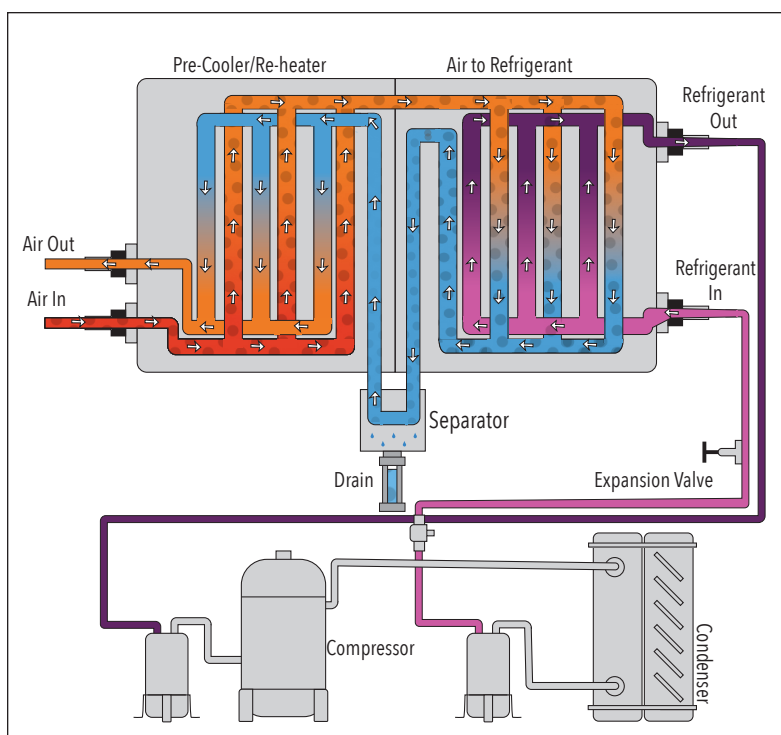 Pre-Cooler/Re-heater
Air to Refrigerant
Refrigerant
Out
Air Out
Air In
Refrigerant
In
Separator
Drain
Expansion Valve
Compressor
Condenser